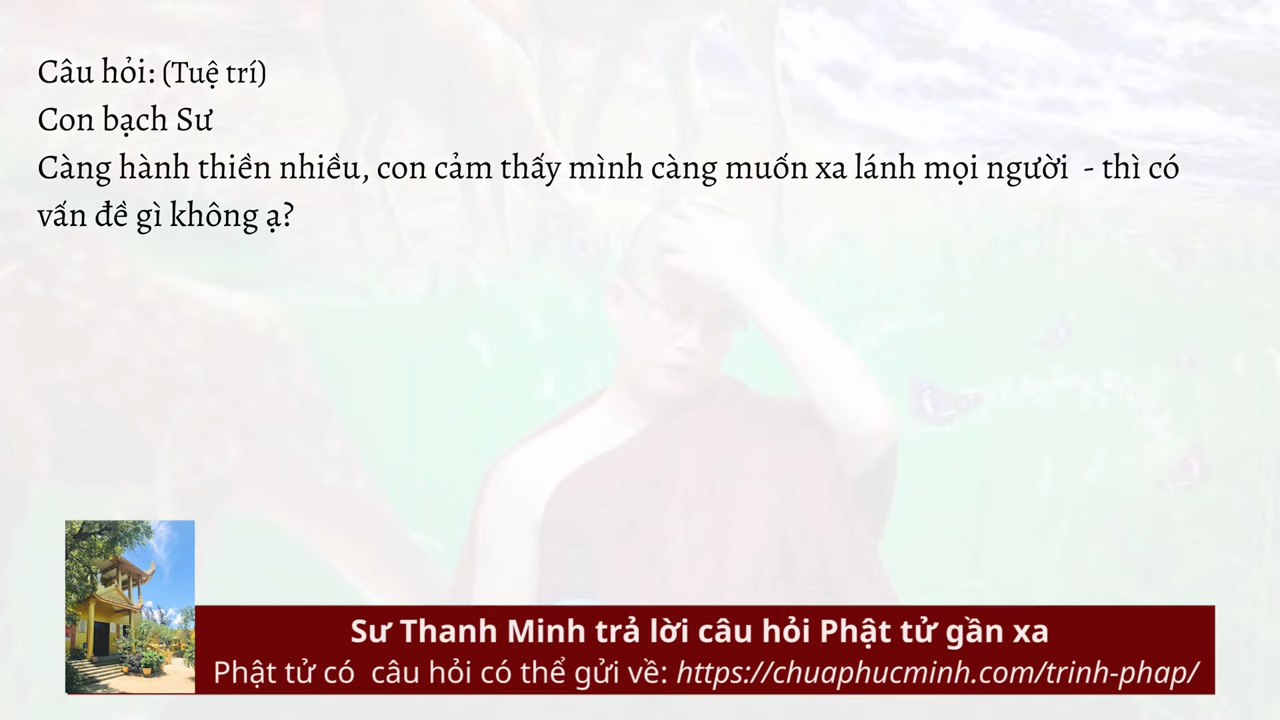 Câu hỏi: (Tuệ trí)
Con bạch Sư
Càng hành thiền nhiều, con cảm thấy mình càng muốn xa lánh mọi người - thì có
vấn đề gì không ạ?
Sư Thanh Minh trả lời câu hỏi Phật tử gần xa
Phật tử có câu hỏi có thể gửi về: https://chuaphucminh.com/trinh-phap/